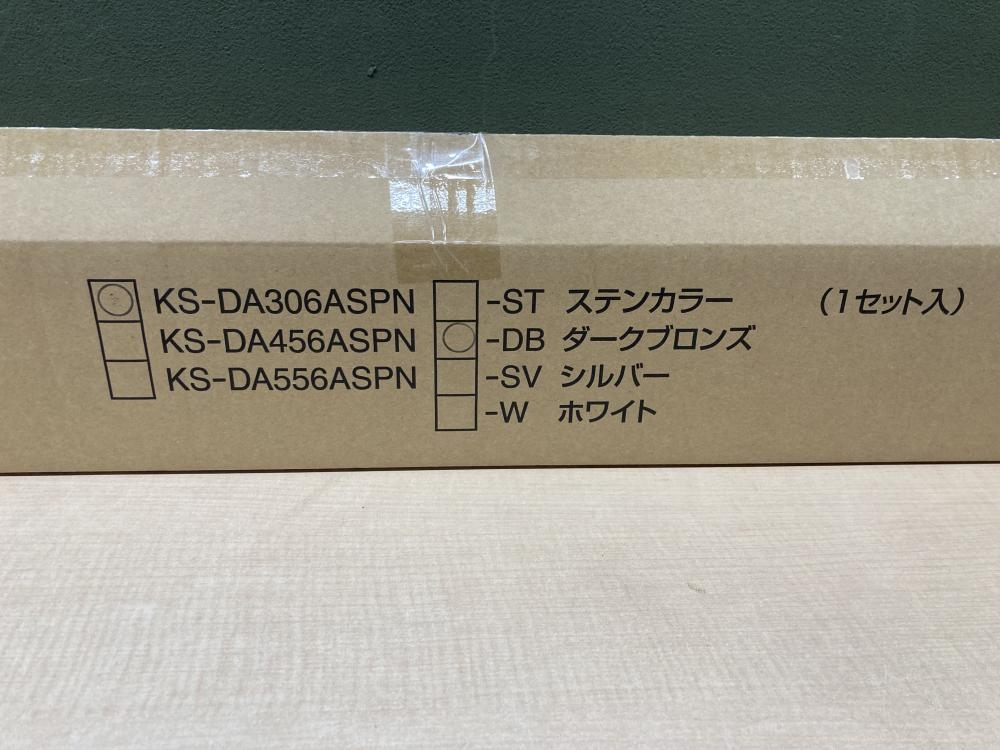 KS-DA306ASPN -ST ステンカラー (1セット入)
KS-DA456ASPN -DB ダークブロンズ
KS-DA556ASPN -SV シルバー
-W ホワイト